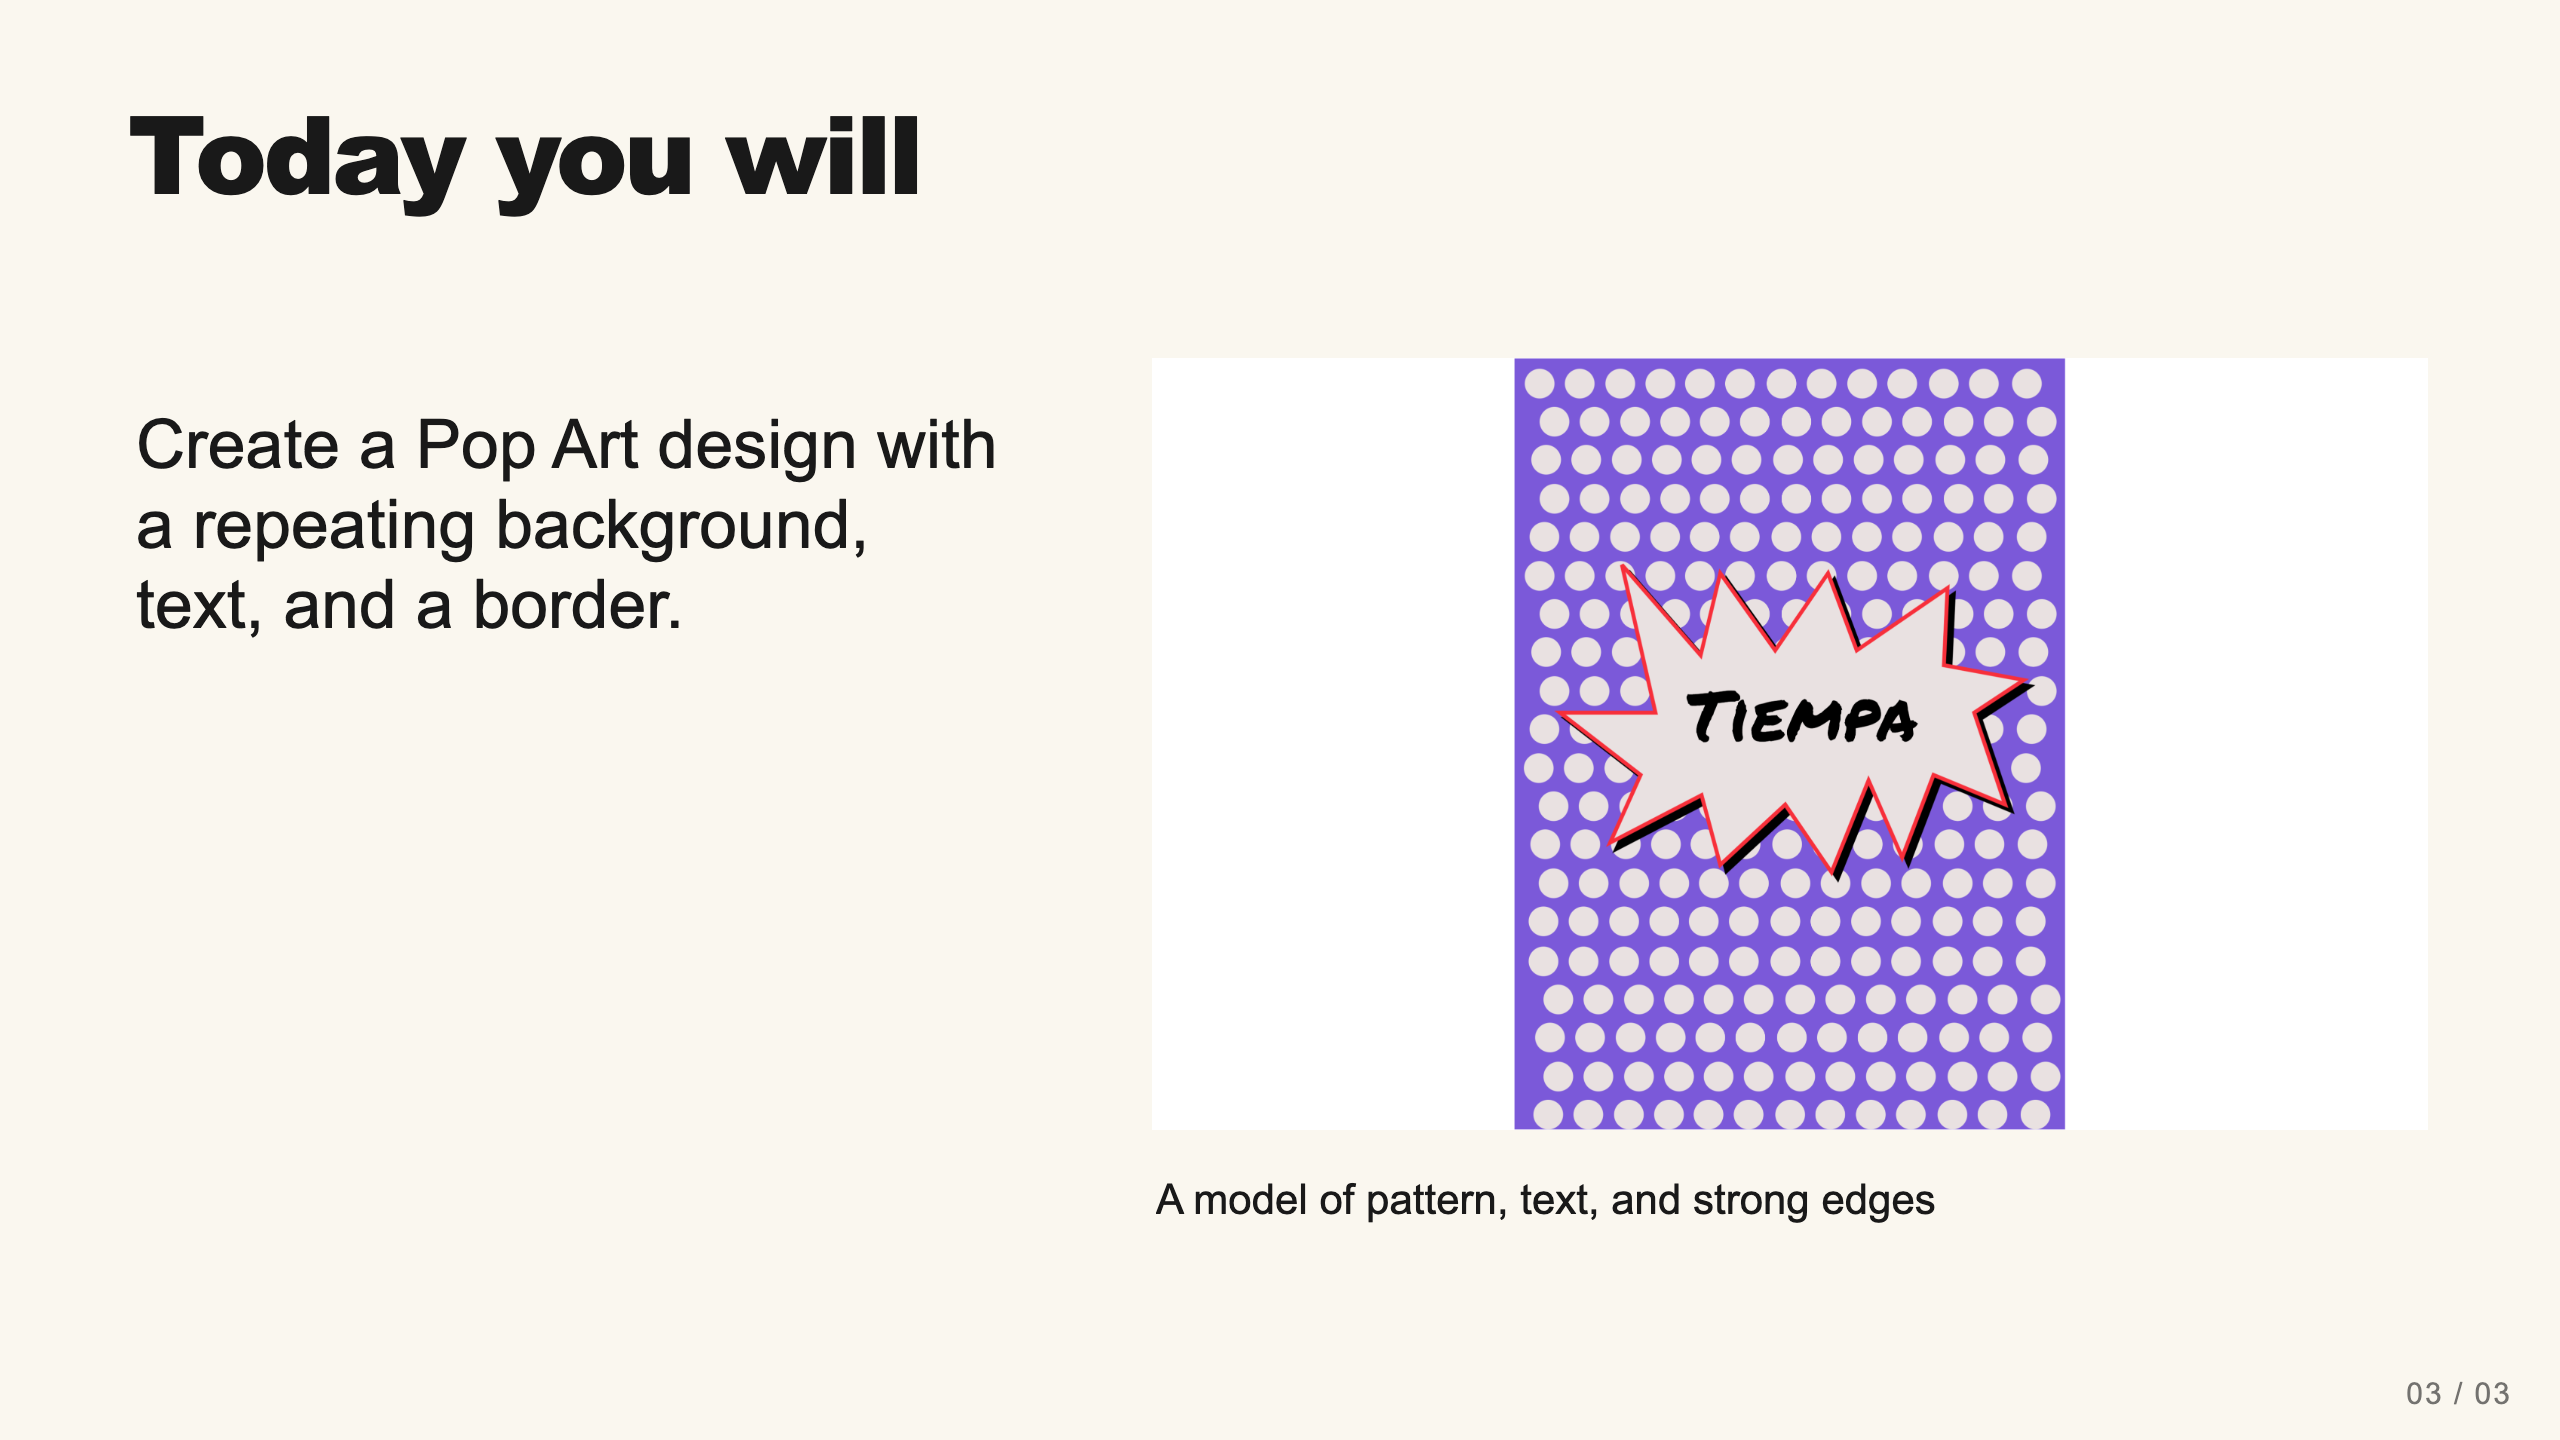 Today you will
Create a Pop Art design with
a repeating background,
text, and a border.
TIEMPA
A model of pattern, text, and strong edges
03 / 03